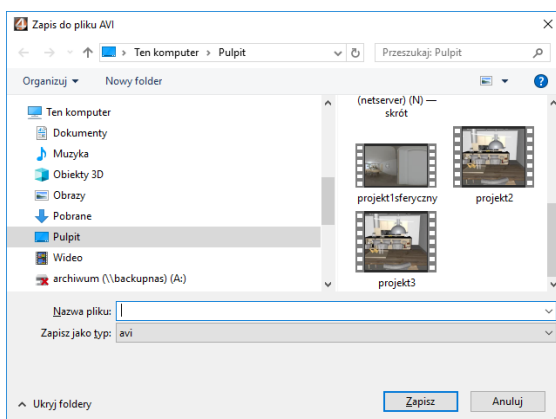 Zapis do pliku AVI
Ten komputer > Pulpit
Przeszukaj: Pulpit
Organizuj
Nowy folder
Ten komputer
Dokumenty
Muzyka
Obiekty 3D
Obrazy
Pobrane
Pulpit
Wideo
archiwum (\\backupnas) (A:)
(netserver) (N) —
skrót
projekt1sferyczny
projekt2
projekt3
Nazwa pliku:
Zapisz jako typ: avi
Ukryj foldery
Zapisz
Anuluj